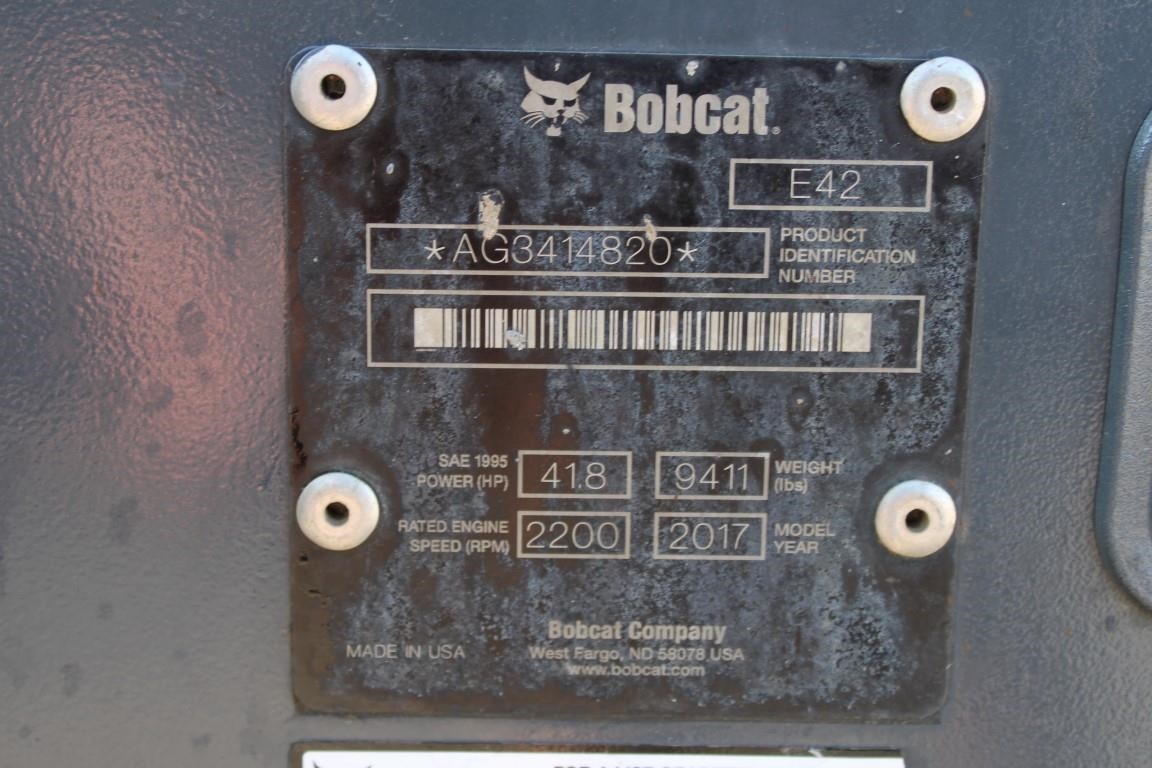 Bobcat®
E42
*AG3414820*
PRODUCT
IDENTIFICATION
NUMBER
SAE 1995
POWER (HP)
41.8
9411
WEIGHT
(lbs)
RATED ENGINE
SPEED (RPM)
2200
2017
MODEL
YEAR
MADE IN USA
Bobcat Company
West Fargo, ND 58078 USA
www.bobcat.com